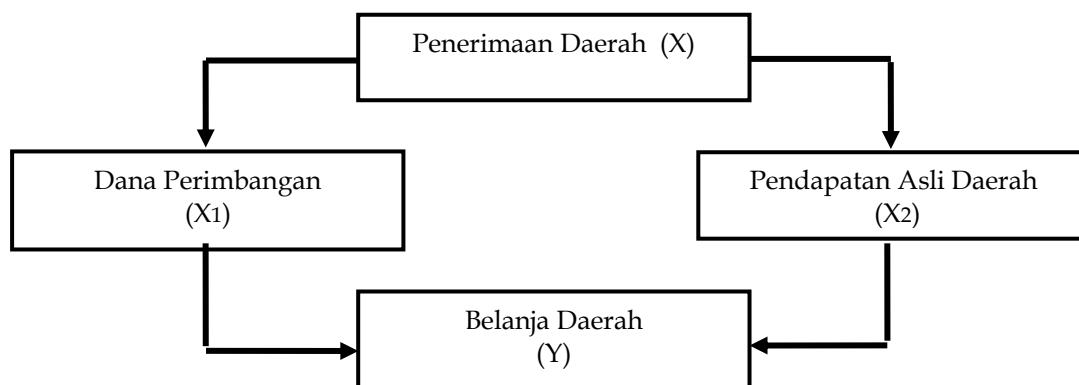 Penerimaan Daerah (X)
Dana Perimbangan
(X1)
Pendapatan Asli Daerah
(X2)
Belanja Daerah
(Y)